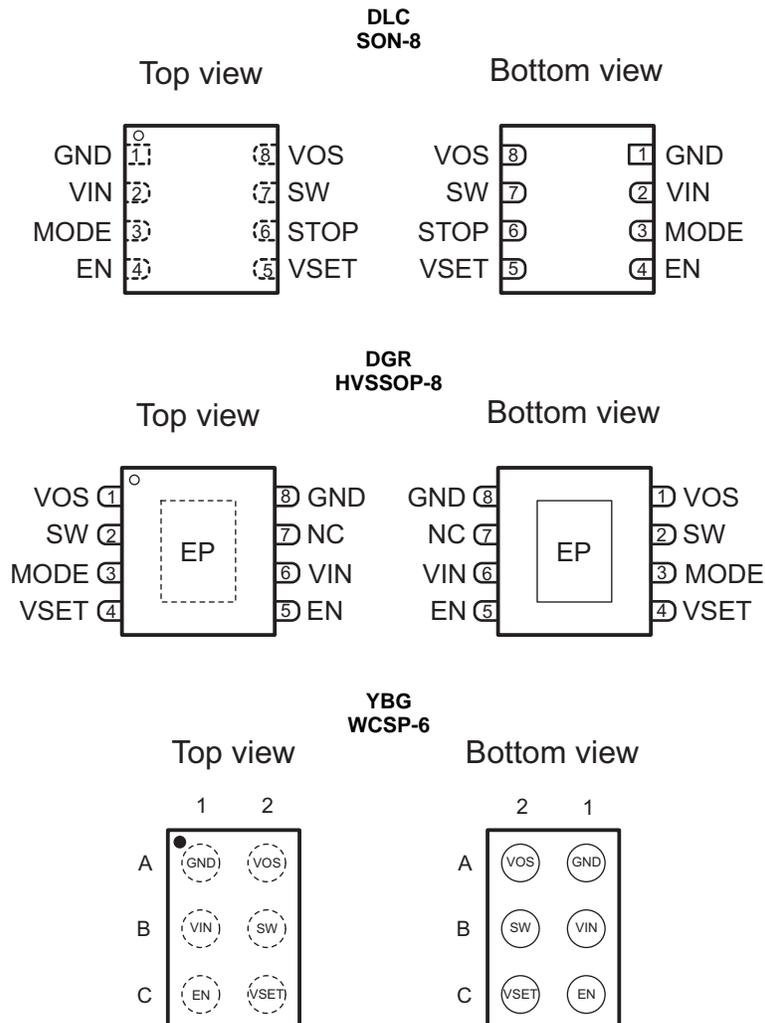 DLC
SON-8
Top view
Bottom view
GND 1 8 VOS
VIN 2 7 SW
MODE 3 6 STOP
EN 4 5 VSET
VOS 8 1 GND
SW 7 2 VIN
STOP 6 3 MODE
VSET 5 4 EN
DGR
HVSSOP-8
Top view
Bottom view
VOS 1 8 GND
SW 2 7 NC
MODE 3 6 VIN
VSET 4 5 EN
EP
GND 8 1 VOS
NC 7 2 SW
VIN 6 3 MODE
EN 5 4 VSET
EP
YBG
WCSP-6
Top view
Bottom view
1 2
A GND VOS
B VIN SW
C EN VSET
2 1
A VOS GND
B SW VIN
C VSET EN